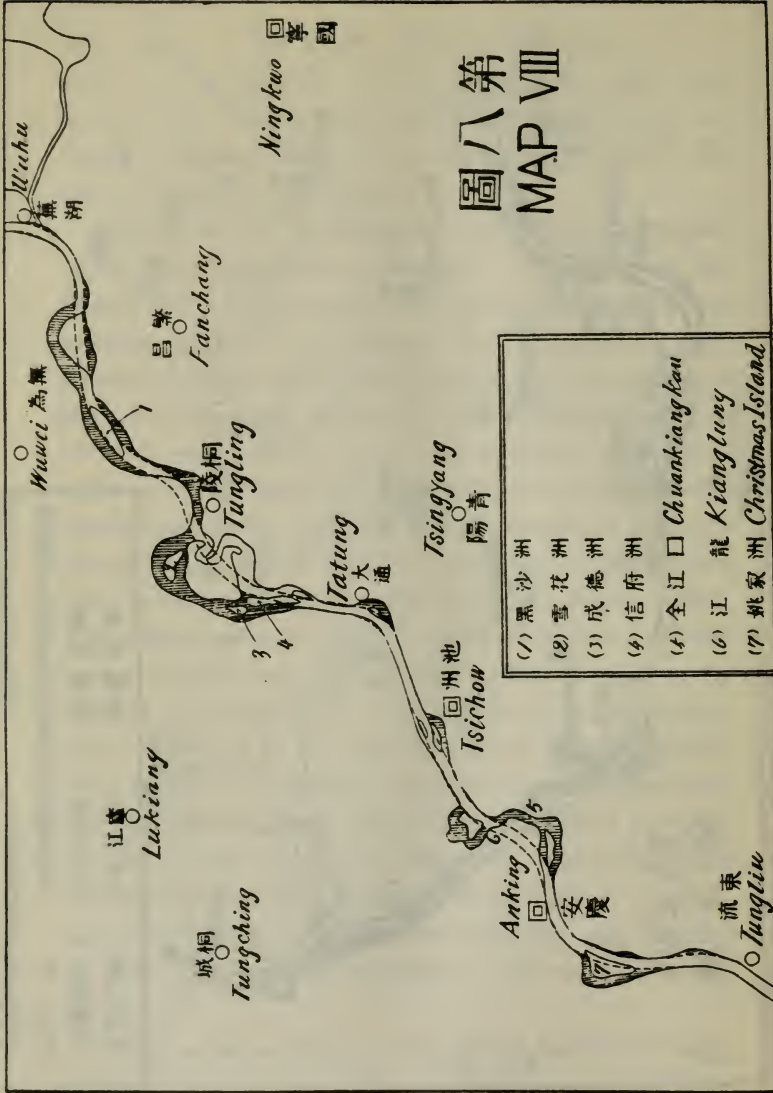 第八圖
MAP VIII
Wuhu
蕪湖
寧國
Ningkwo
Wuwei 無為
繁昌
Fanchang
1
桐陵
Tungling
Tatung
大通
3
4
Tsingyang
青陽
池州
Tsichow
廬江
Lukiang
桐城
Tungching
Anking
安慶
5
6
7
東流
Tungliu
(1) 黑沙洲
(2) 雪花洲
(3) 成德洲
(4) 信府洲
(5) 全江口 Chuankiangkau
(6) 江龍 Kianglung
(7) 姚家洲 Christmas Island